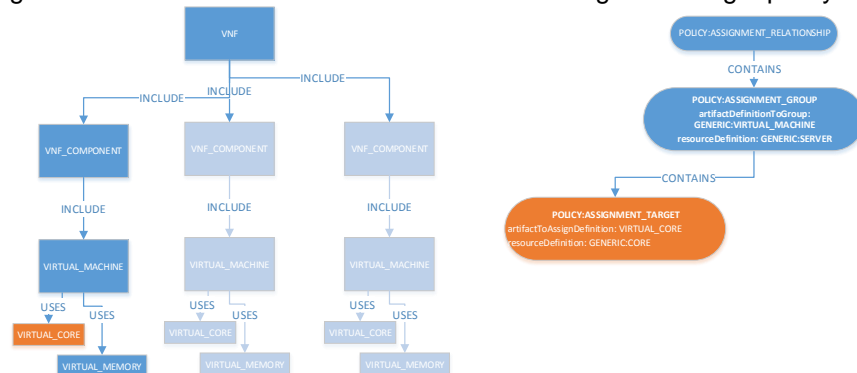 VNF
POLICY:ASSIGNMENT_RELATIONSHIP
CONTAINS
INCLUDE
INCLUDE
INCLUDE
POLICY:ASSIGNMENT_GROUP
artifactDefinitionToGroup:
GENERIC:VIRTUAL_MACHINE
resourceDefinition: GENERIC:SERVER
VNF_COMPONENT
VNF_COMPONENT
VNF_COMPONENT
CONTAINS
INCLUDE
INCLUDE
INCLUDE
POLICY:ASSIGNMENT_TARGET
artifactToAssignDefinition: VIRTUAL_CORE
resourceDefinition: GENERIC:CORE
VIRTUAL_MACHINE
VIRTUAL_MACHINE
VIRTUAL_MACHINE
USES
USES
USES
USES
USES
USES
VIRTUAL_CORE
VIRTUAL_CORE
VIRTUAL_CORE
VIRTUAL_MEMORY
VIRTUAL_MEMORY
VIRTUAL_MEMORY